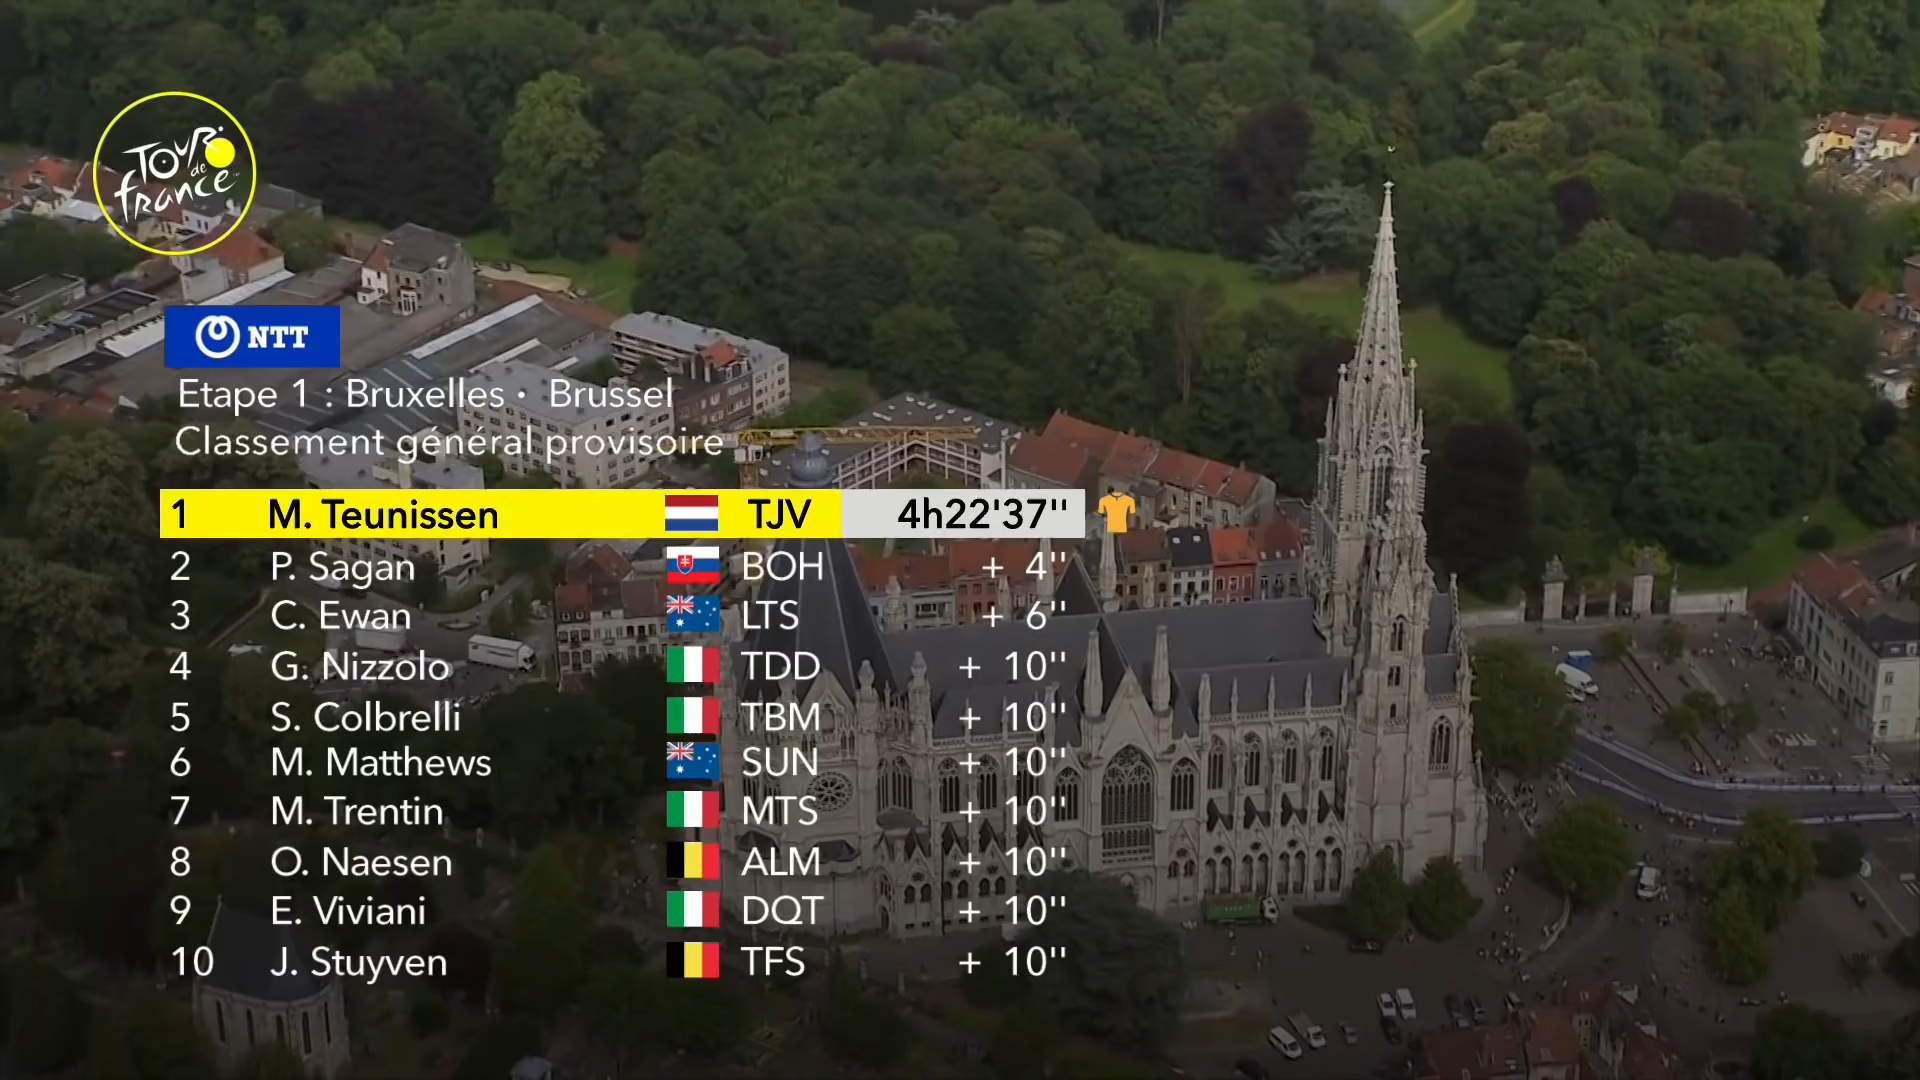 TOUR de france
NTT
Etape 1 : Bruxelles · Brussel
Classement général provisoire
1 M. Teunissen TJV 4h22'37''
2 P. Sagan BOH + 4''
3 C. Ewan LTS + 6''
4 G. Nizzolo TDD + 10''
5 S. Colbrelli TBM + 10''
6 M. Matthews SUN + 10''
7 M. Trentin MTS + 10''
8 O. Naesen ALM + 10''
9 E. Viviani DQT + 10''
10 J. Stuyven TFS + 10''